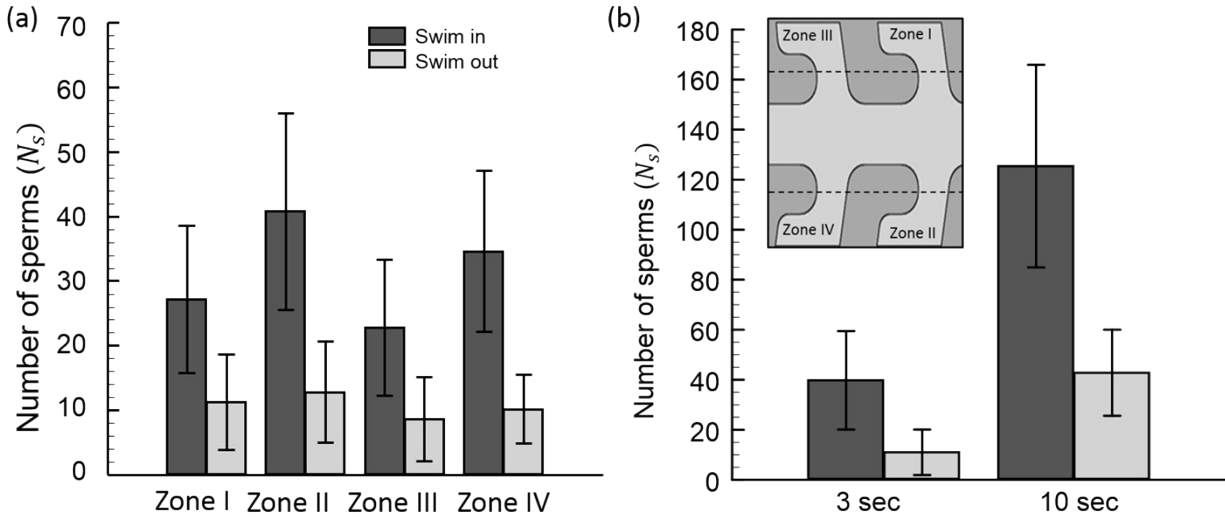 (a)
70
60
50
40
30
20
10
0
Number of sperms (N_S)
Swim in
Swim out
Zone I
Zone II
Zone III
Zone IV
(b)
180
160
140
120
100
80
60
40
20
0
Number of sperms (N_S)
Zone III
Zone I
Zone IV
Zone II
3 sec
10 sec